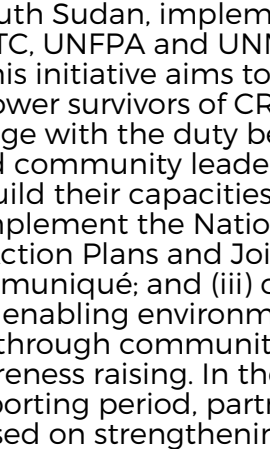 uth Sudan, implem
TC, UNFPA and UNM
his initiative aims to
ower survivors of CR
ge with the duty be
d community leade
uild their capacities
mplement the Natio
ction Plans and Joi
muniqué; and (iii) c
enabling environm
through communit
reness raising. In the
porting period, partr
sed on strengthenin